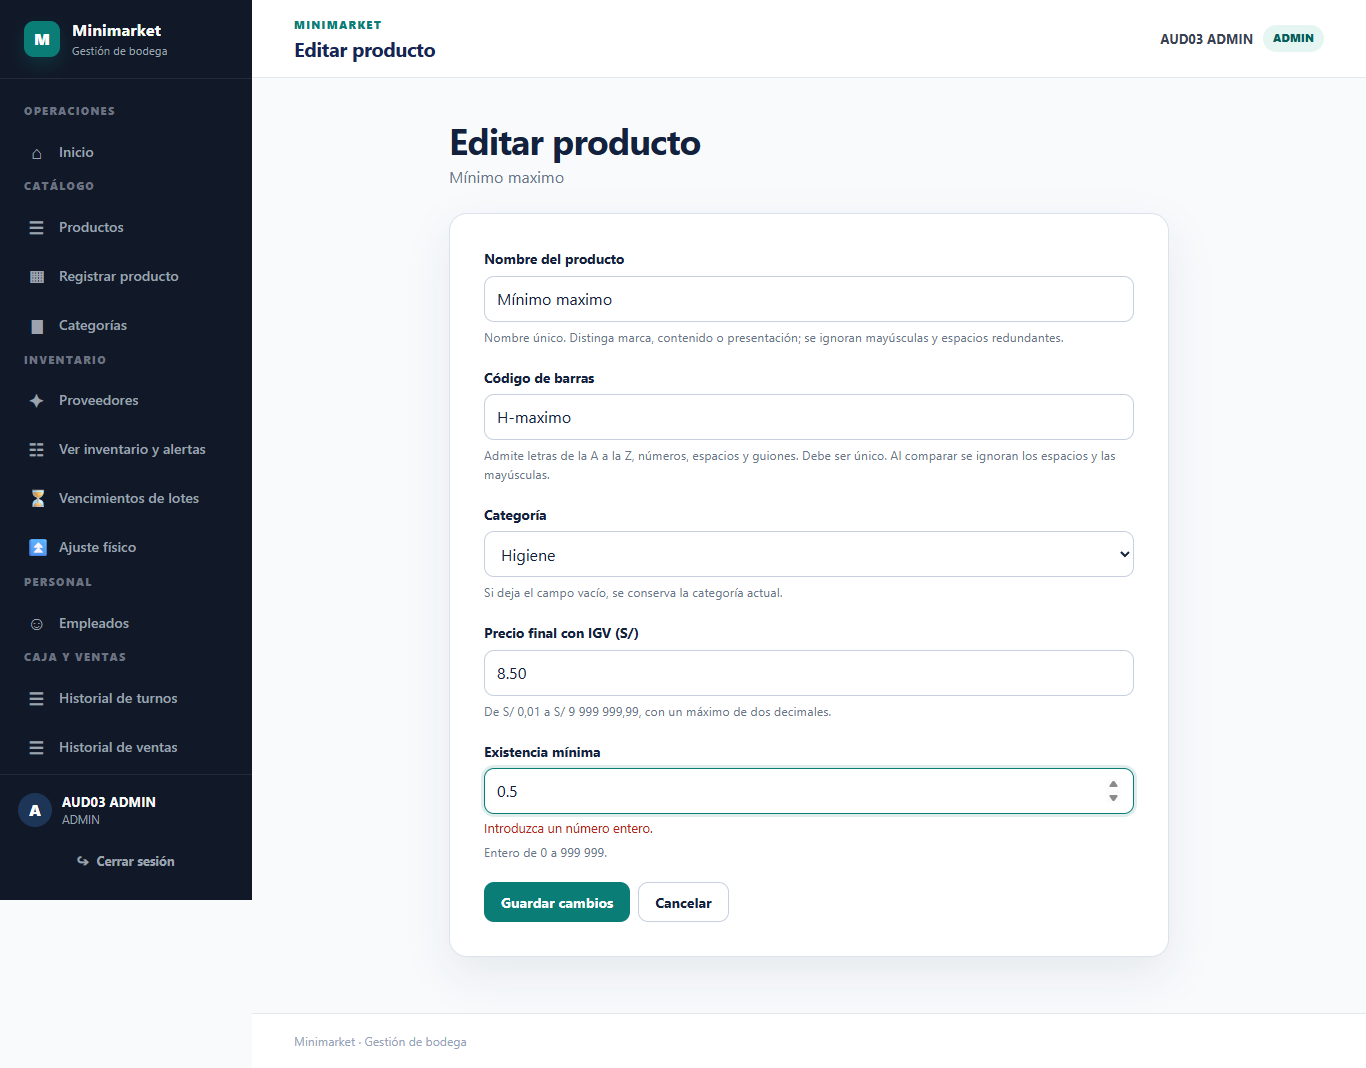 M
Minimarket
Gestión de bodega
OPERACIONES
Inicio
CATÁLOGO
Productos
Registrar producto
Categorías
INVENTARIO
Proveedores
Ver inventario y alertas
Vencimientos de lotes
Ajuste físico
PERSONAL
Empleados
CAJA Y VENTAS
Historial de turnos
Historial de ventas
A
AUD03 ADMIN
ADMIN
Cerrar sesión
MINIMARKET
Editar producto
AUD03 ADMIN
ADMIN
Editar producto
Mínimo maximo
Nombre del producto
Mínimo maximo
Nombre único. Distinga marca, contenido o presentación; se ignoran mayúsculas y espacios redundantes.
Código de barras
H-maximo
Admite letras de la A a la Z, números, espacios y guiones. Debe ser único. Al comparar se ignoran los espacios y las
mayúsculas.
Categoría
Higiene
Si deja el campo vacío, se conserva la categoría actual.
Precio final con IGV (S/)
8.50
De S/ 0,01 a S/ 9 999 999,99, con un máximo de dos decimales.
Existencia mínima
0.5
Introduzca un número entero.
Entero de 0 a 999 999.
Guardar cambios
Cancelar
Minimarket · Gestión de bodega